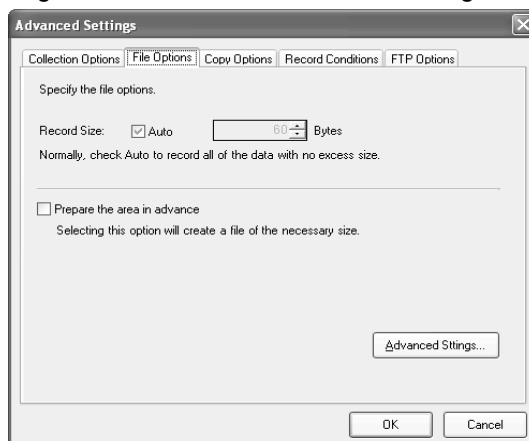 Advanced Settings
Collection Options File Options Copy Options Record Conditions FTP Options
Specify the file options.
Record Size: Auto 60 Bytes
Normally, check Auto to record all of the data with no excess size.
Prepare the area in advance
Selecting this option will create a file of the necessary size.
Advanced Sttings...
OK Cancel